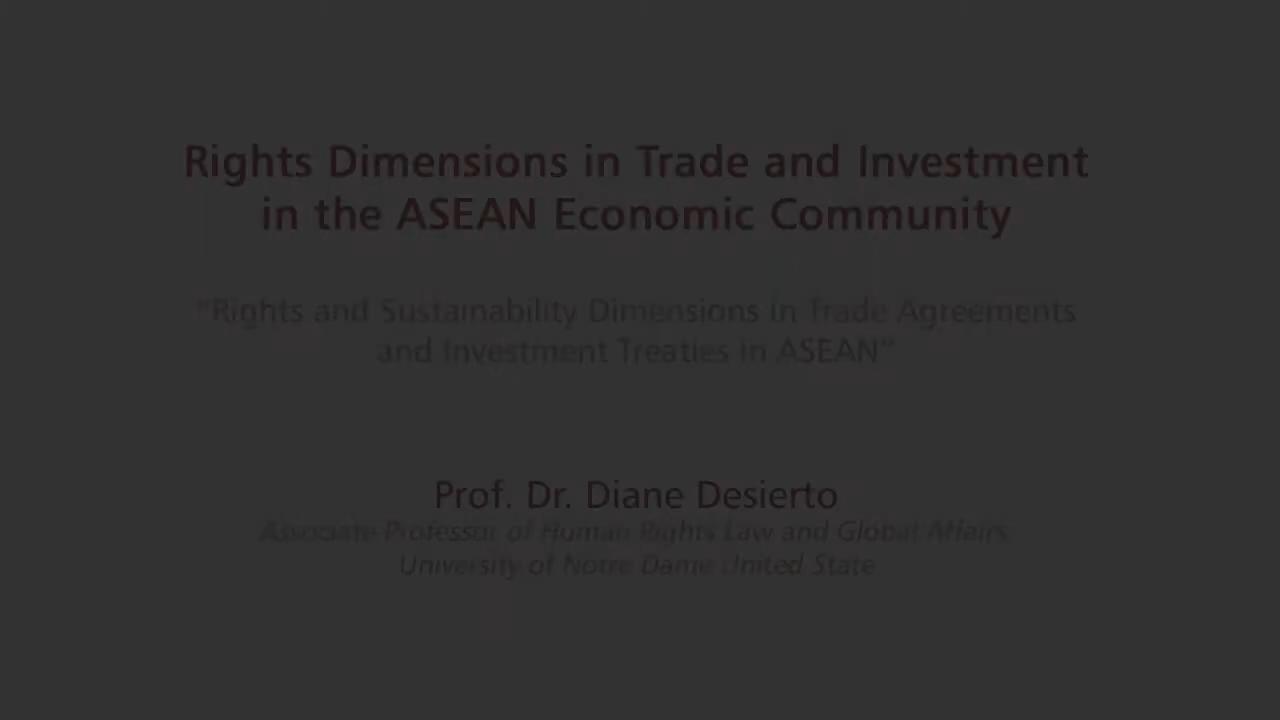 Rights Dimensions in Trade and Investment
in the ASEAN Economic Community
"Rights and Sustainability Dimensions in Trade Agreements
and Investment Treaties in ASEAN"
Prof. Dr. Diane Desierto
Associate Professor of Human Rights Law and Global Affairs
University of Notre Dame United State